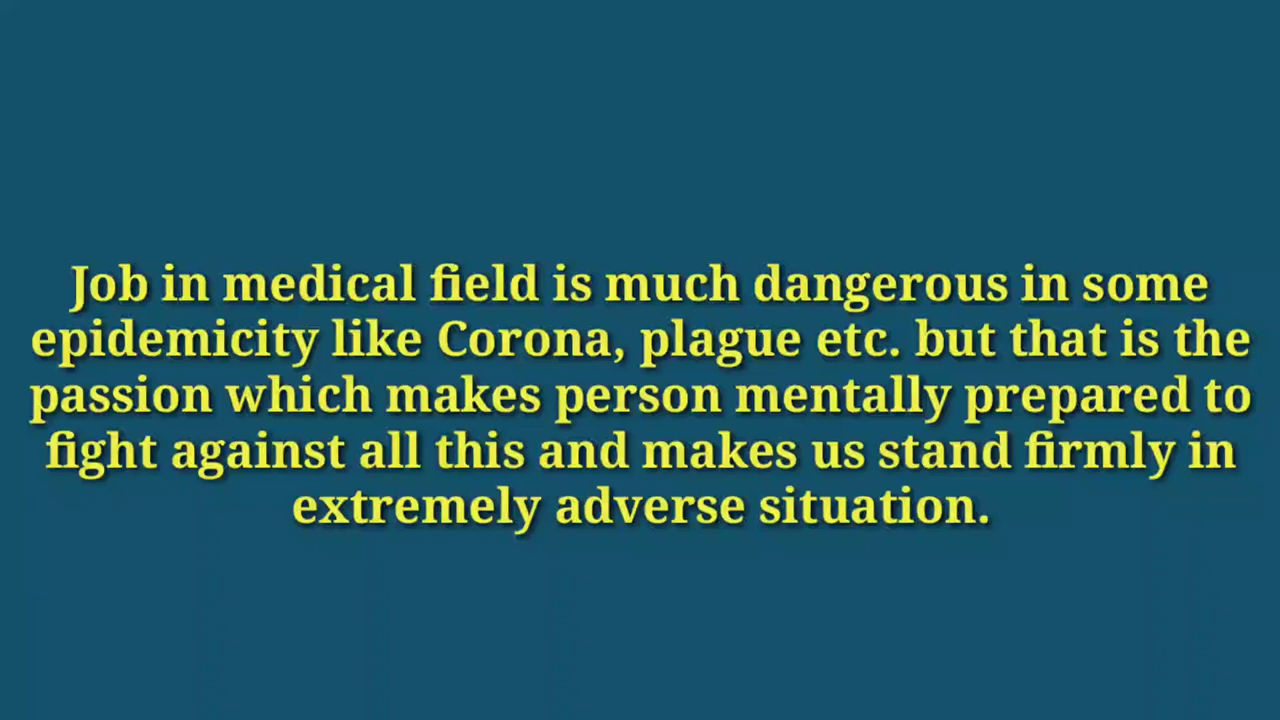 Job in medical field is much dangerous in some
epidemicity like Corona, plague etc. but that is the
passion which makes person mentally prepared to
fight against all this and makes us stand firmly in
extremely adverse situation.